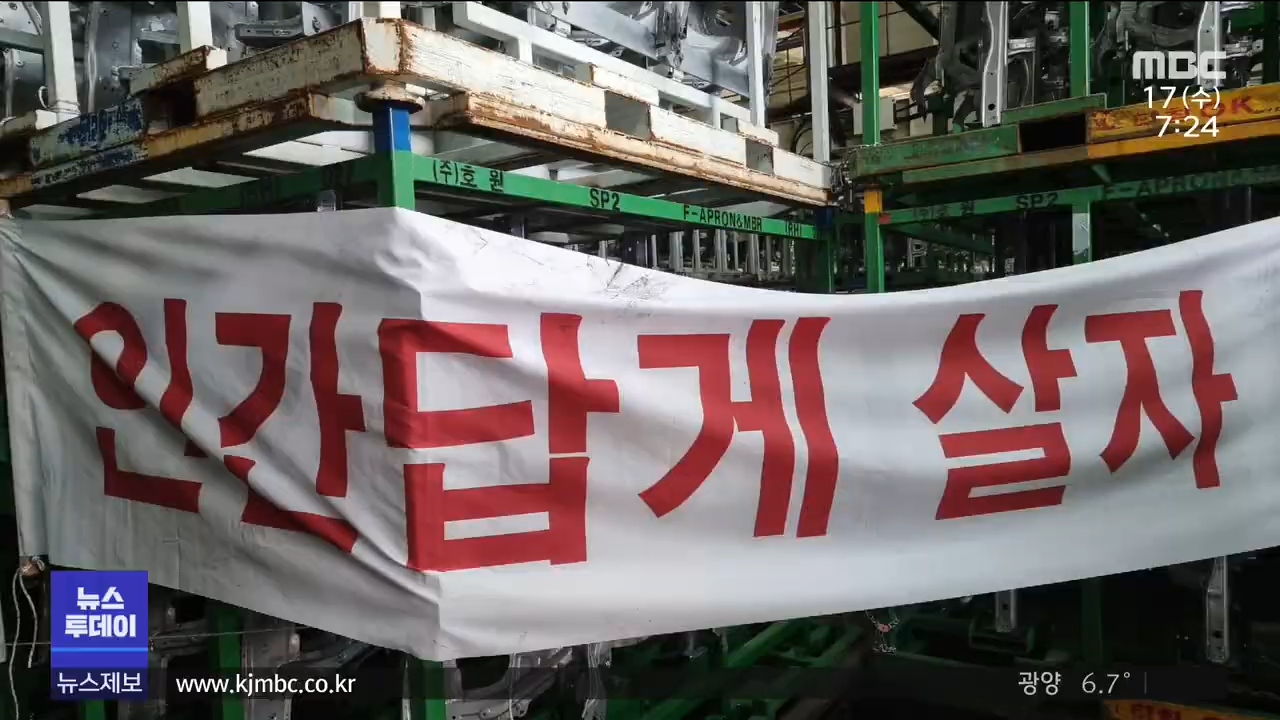 MBC
17 (수)
7:24
(주)호 원 SP2 F-APRON&MBR (RH)
(주)호 원 SP2 F-APRON&MBR
인간답게 살자
뉴스
투데이
뉴스제보 www.kjmbc.co.kr 광양 6.7°